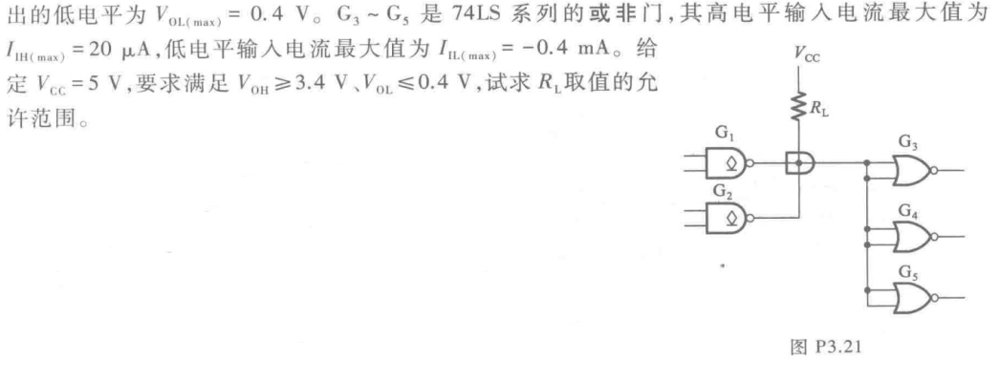 出的低电平为 V_OL(max) = 0.4 V。G₃ ~ G₅ 是 74LS 系列的或非门,其高电平输入电流最大值为
I_IH(max) = 20 μA,低电平输入电流最大值为 I_IL(max) = -0.4 mA。给
定 V_CC = 5 V,要求满足 V_OH ≥ 3.4 V、V_OL ≤ 0.4 V,试求 R_L 取值的允
许范围。
V_CC
R_L
G₁
G₃
G₂
G₄
G₅
图 P3.21